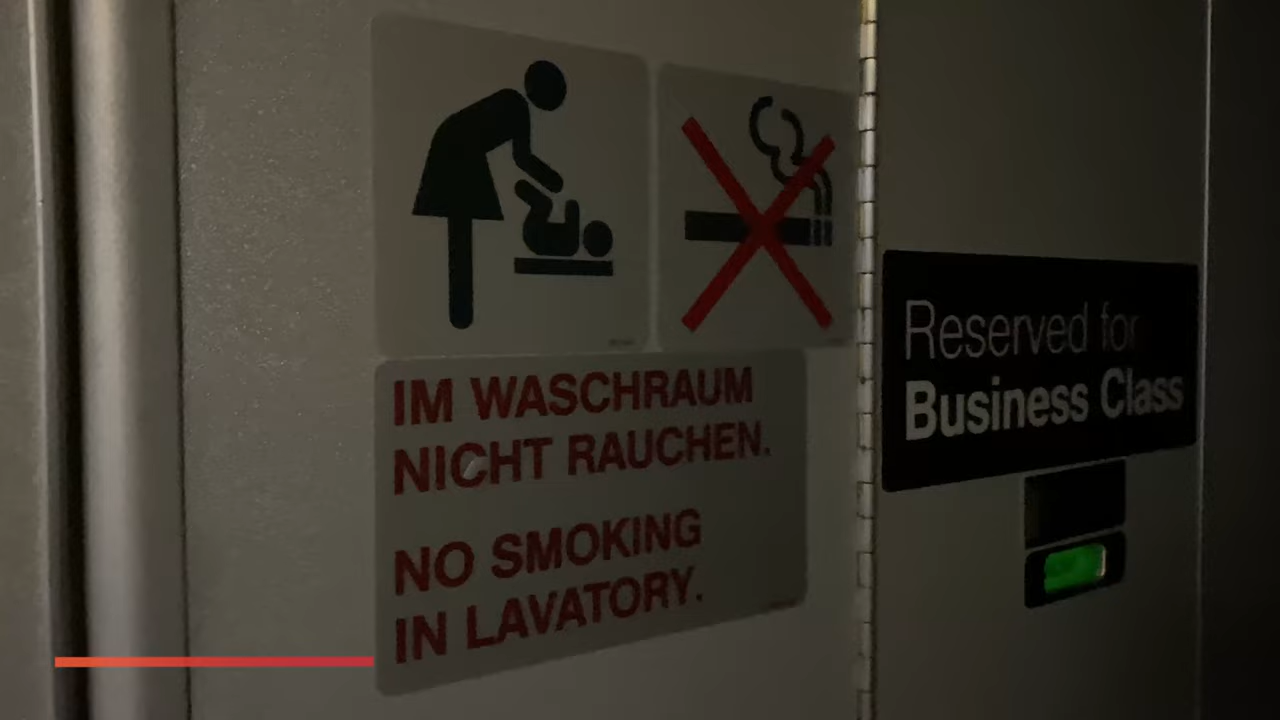 IM WASCHRAUM
NICHT RAUCHEN.
NO SMOKING
IN LAVATORY.
Reserved for
Business Class